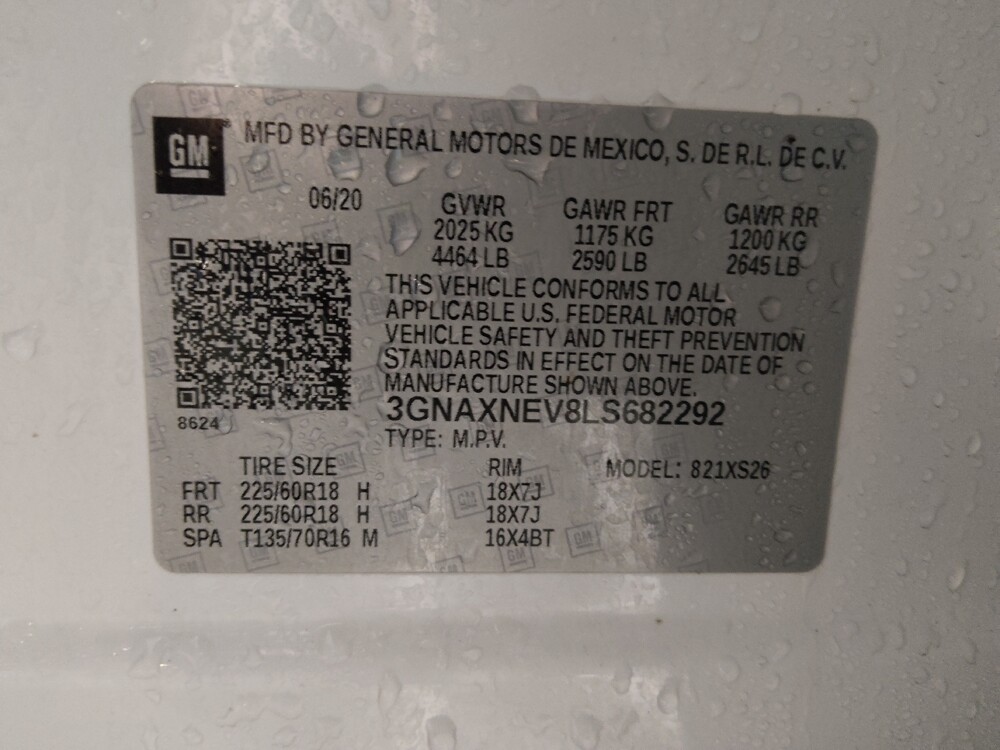 GM
MFD BY GENERAL MOTORS DE MEXICO, S. DE R.L. DE C.V.
06/20
GVWR GAWR FRT GAWR RR
2025 KG 1175 KG 1200 KG
4464 LB 2590 LB 2645 LB
THIS VEHICLE CONFORMS TO ALL
APPLICABLE U.S. FEDERAL MOTOR
VEHICLE SAFETY AND THEFT PREVENTION
STANDARDS IN EFFECT ON THE DATE OF
MANUFACTURE SHOWN ABOVE.
8624
3GNAXNEV8LS682292
TYPE: M.P.V.
TIRE SIZE RIM MODEL: 821XS26
FRT 225/60R18 H 18X7J
RR 225/60R18 H 18X7J
SPA T135/70R16 M 16X4BT